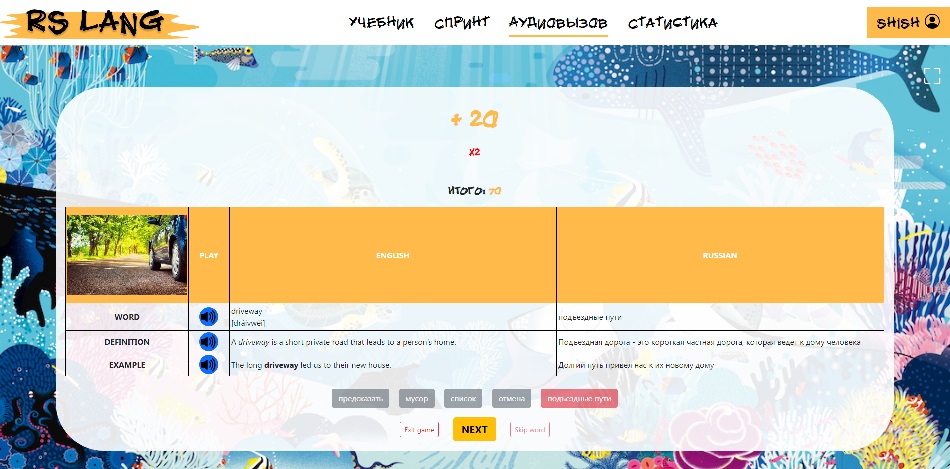 RS LANG
УЧЕБНИК СПРИНТ АУДИОВЫЗОВ СТАТИСТИКА
SHISH
+ 20
X2
ИТОГО: 70
PLAY ENGLISH RUSSIAN
WORD driveway подъездные пути
[dráivwèi]
DEFINITION A driveway is a short private road that leads to a person's home. Подъездная дорога - это короткая частная дорога, которая ведет к дому человека
EXAMPLE The long driveway led us to their new house. Долгий путь привел нас к их новому дому
предсказать мусор список отмена подъездные пути
Exit game NEXT Skip word